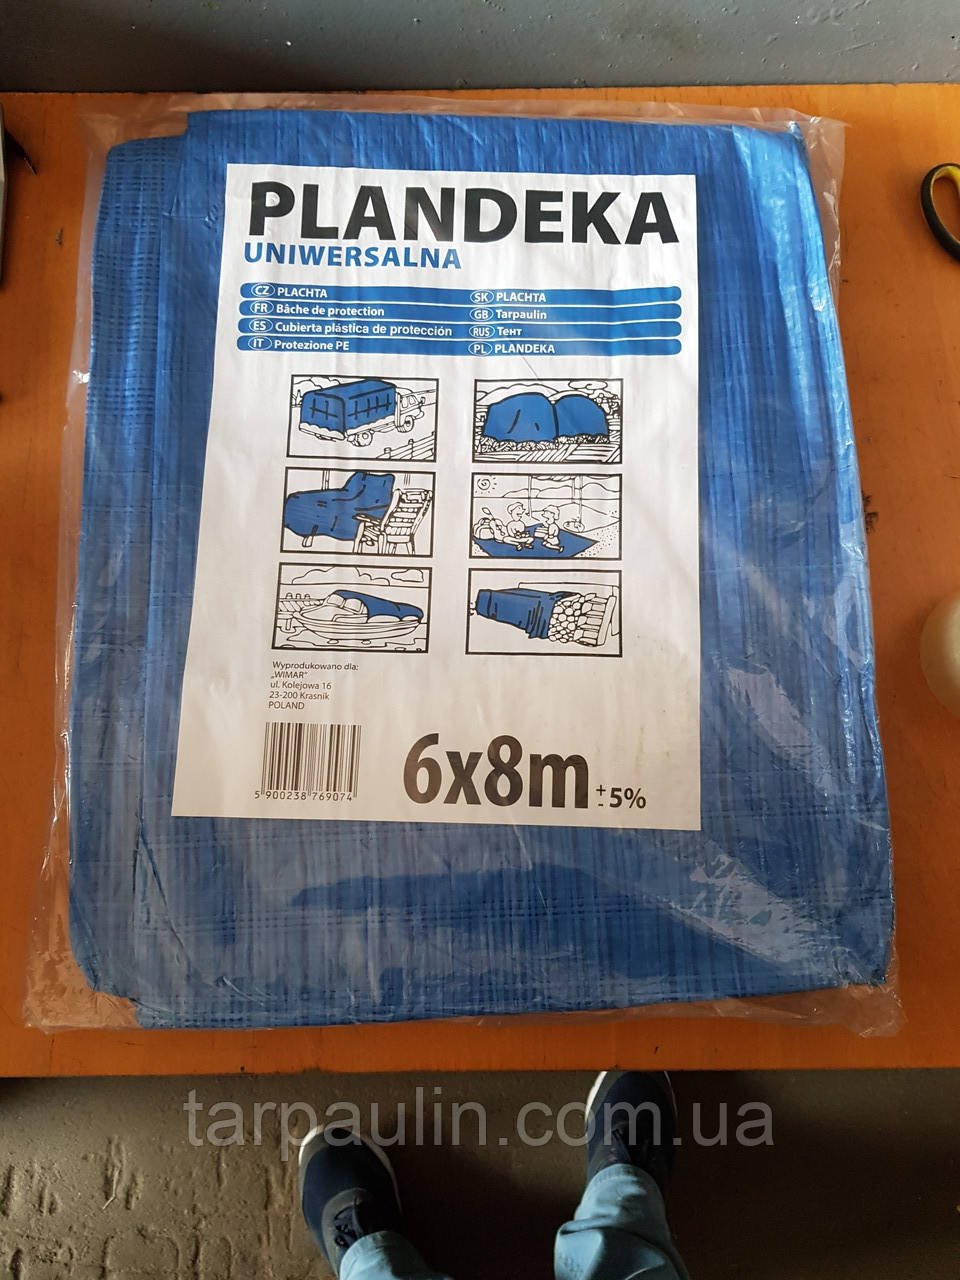 PLANDEKA
UNIWERSALNA
CZ PLACHTA
FR Bâche de protection
ES Cubierta plástica de protección
IT Protezione PE
SK PLACHTA
GB Tarpaulin
RUS Тент
PL PLANDEKA
Wyprodukowano dla:
„WIMAR"
ul. Kolejowa 16
23-200 Kraśnik
POLAND
5 900238 769074
6x8m +- 5%
tarpaulin.com.ua